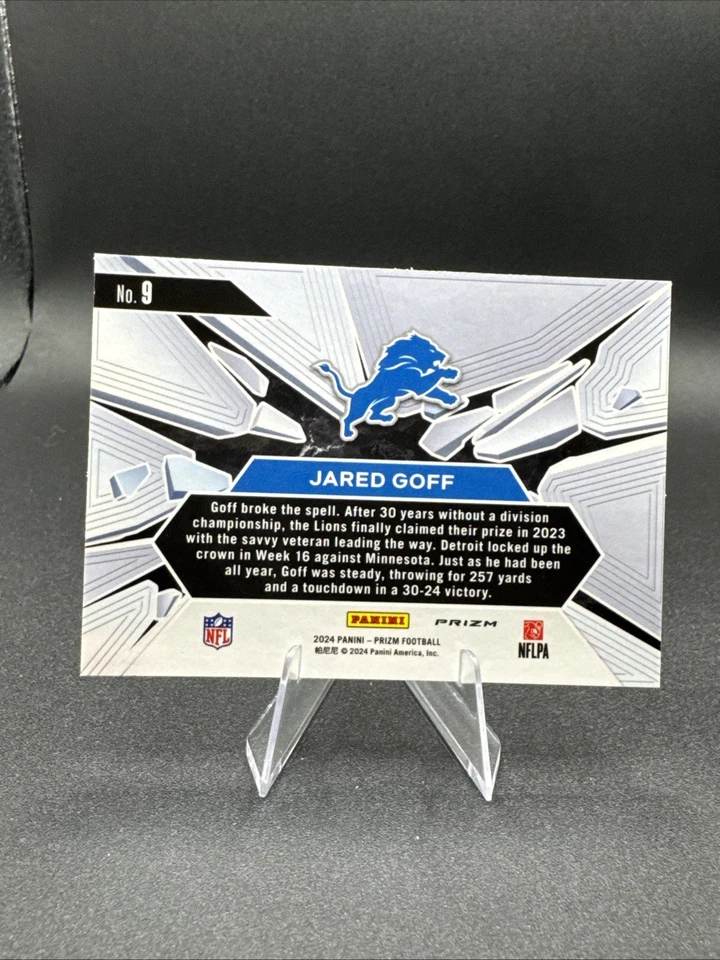 No. 9
JARED GOFF
Goff broke the spell. After 30 years without a division
championship, the Lions finally claimed their prize in 2023
with the savvy veteran leading the way. Detroit locked up the
crown in Week 16 against Minnesota. Just as he had been
all year, Goff was steady, throwing for 257 yards
and a touchdown in a 30-24 victory.
NFL
PANINI
PRIZM
2024 PANINI – PRIZM FOOTBALL
帕尼尼 © 2024 Panini America, Inc.
NFLPA